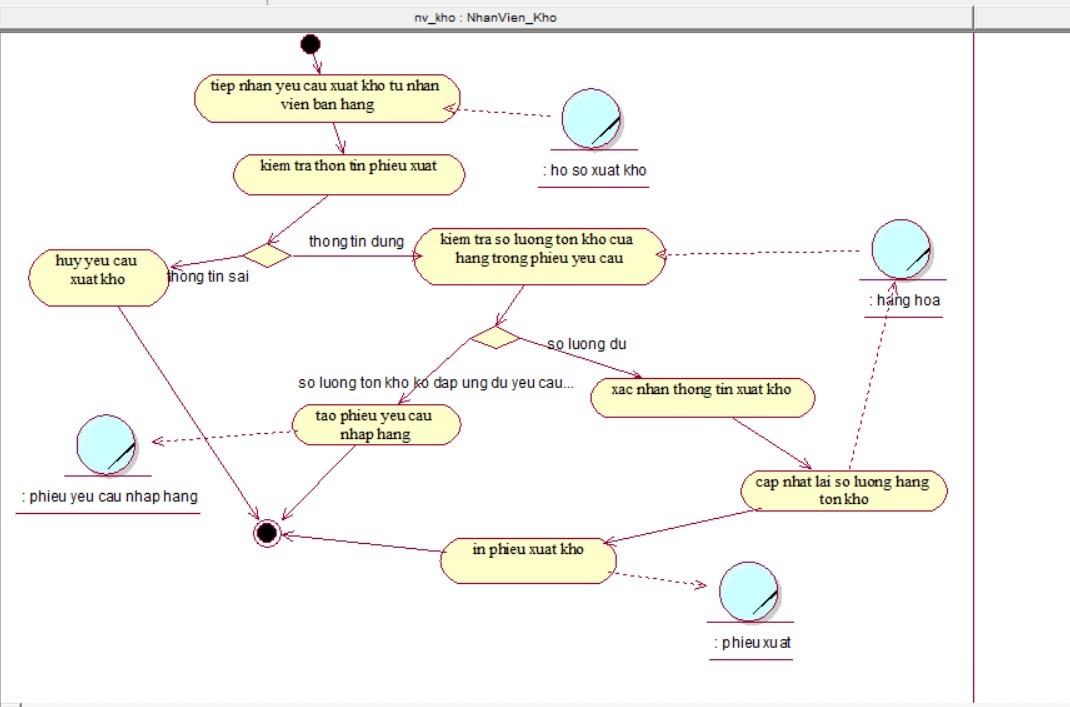 nv_kho : NhanVien_Kho
tiep nhan yeu cau xuat kho tu nhan
vien ban hang
: ho so xuat kho
kiem tra thon tin phieu xuat
thong tin dung
kiem tra so luong ton kho cua
hang trong phieu yeu cau
huy yeu cau
xuat kho
thong tin sai
: hang hoa
so luong du
so luong ton kho ko dap ung du yeu cau...
xac nhan thong tin xuat kho
tao phieu yeu cau
nhap hang
: phieu yeu cau nhap hang
cap nhat lai so luong hang
ton kho
in phieu xuat kho
: phieu xuat